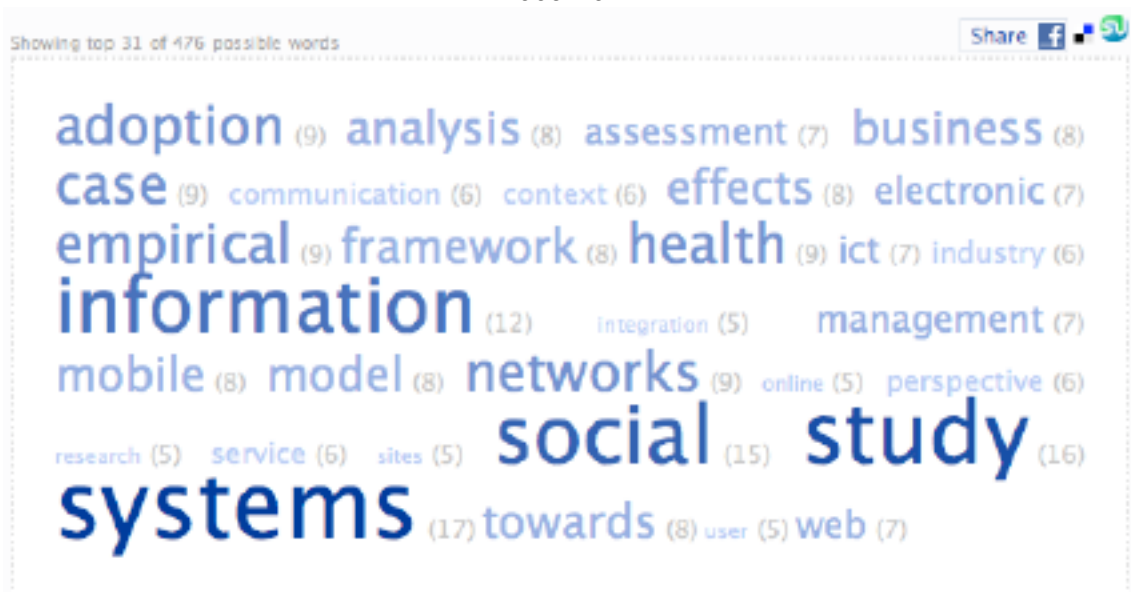 Showing top 31 of 476 possible words
Share f SU
adoption (9) analysis (8) assessment (7) business (8)
case (9) communication (6) context (6) effects (8) electronic (7)
empirical (9) framework (8) health (9) ict (7) industry (6)
information (12) integration (5) management (7)
mobile (8) model (8) networks (9) online (5) perspective (6)
research (5) service (6) sites (5) social (15) study (16)
systems (17) towards (8) user (5) web (7)